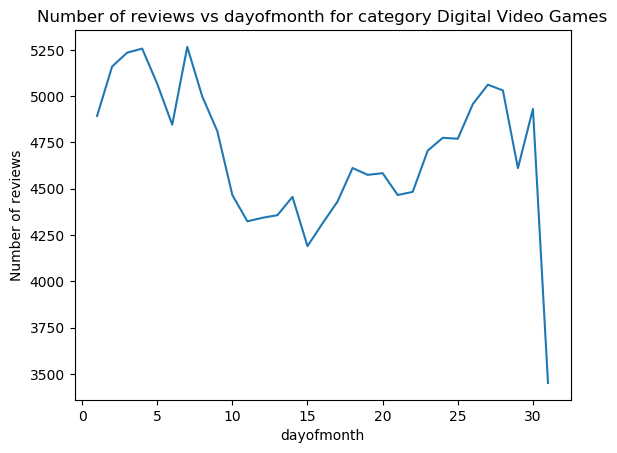 Number of reviews vs dayofmonth for category Digital Video Games
5250
5000
4750
4500
4250
4000
3750
3500
Number of reviews
0 5 10 15 20 25 30
dayofmonth